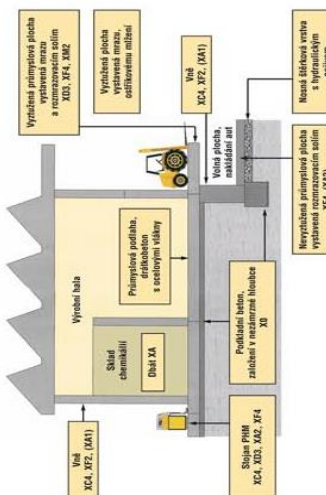 Vyztužená průmyslová plocha
vystavená mrazu
a rozmrazovacím solím
XD3, XF4, XM2
Vyztužená plocha
vystavená mrazu,
ostřikovému mlžení
Vně
XC4, XF2, (XA1)
Výrobní hala
Sklad
chemikálií
Dbát XA
Průmyslová podlaha,
drátkobeton
s ocelovými vlákny
Vně
XC4, XF2, (XA1)
Volná plocha,
nakládání aut
Nosná štěrková vrstva
s hydraulickým
Stojan PHM
XC4, XD3, XA2, XF4
Podkladní beton,
založení v nezámrzné hloubce
X0
Nevyztužená průmyslová plocha
vystavená rozmrazovacím solím